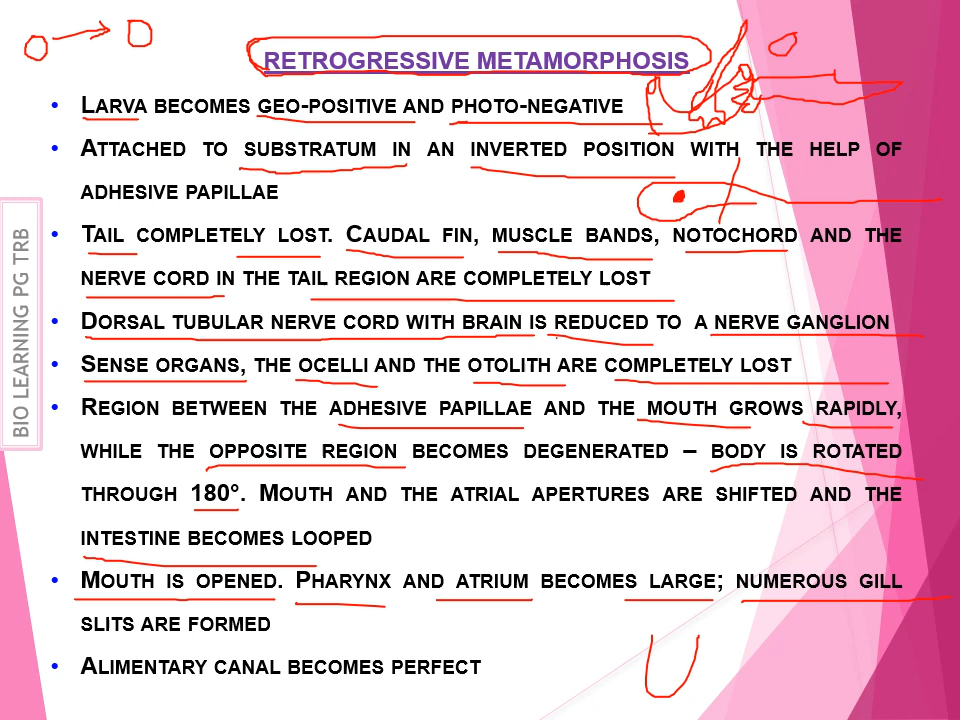 RETROGRESSIVE METAMORPHOSIS
• LARVA BECOMES GEO-POSITIVE AND PHOTO-NEGATIVE
• ATTACHED TO SUBSTRATUM IN AN INVERTED POSITION WITH THE HELP OF
ADHESIVE PAPILLAE
• TAIL COMPLETELY LOST. CAUDAL FIN, MUSCLE BANDS, NOTOCHORD AND THE
NERVE CORD IN THE TAIL REGION ARE COMPLETELY LOST
• DORSAL TUBULAR NERVE CORD WITH BRAIN IS REDUCED TO A NERVE GANGLION
• SENSE ORGANS, THE OCELLI AND THE OTOLITH ARE COMPLETELY LOST
• REGION BETWEEN THE ADHESIVE PAPILLAE AND THE MOUTH GROWS RAPIDLY,
WHILE THE OPPOSITE REGION BECOMES DEGENERATED – BODY IS ROTATED
THROUGH 180°. MOUTH AND THE ATRIAL APERTURES ARE SHIFTED AND THE
INTESTINE BECOMES LOOPED
• MOUTH IS OPENED. PHARYNX AND ATRIUM BECOMES LARGE; NUMEROUS GILL
SLITS ARE FORMED
• ALIMENTARY CANAL BECOMES PERFECT
BIO LEARNING PG TRB